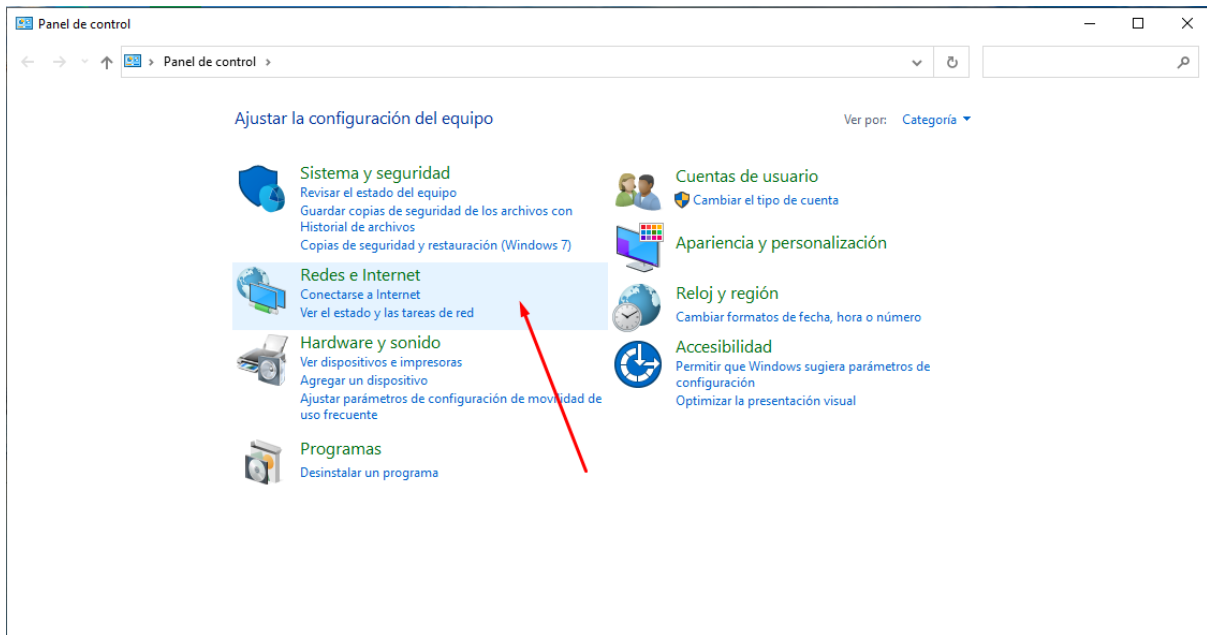 Panel de control
Panel de control
Ajustar la configuración del equipo
Ver por: Categoría
Sistema y seguridad
Revisar el estado del equipo
Guardar copias de seguridad de los archivos con
Historial de archivos
Copias de seguridad y restauración (Windows 7)
Redes e Internet
Conectarse a Internet
Ver el estado y las tareas de red
Hardware y sonido
Ver dispositivos e impresoras
Agregar un dispositivo
Ajustar parámetros de configuración de movilidad de
uso frecuente
Programas
Desinstalar un programa
Cuentas de usuario
Cambiar el tipo de cuenta
Apariencia y personalización
Reloj y región
Cambiar formatos de fecha, hora o número
Accesibilidad
Permitir que Windows sugiera parámetros de
configuración
Optimizar la presentación visual